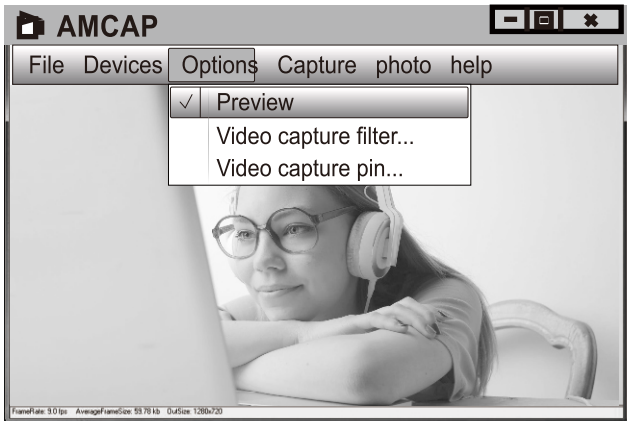 AMCAP
File Devices Options Capture photo help
✓ Preview
Video capture filter...
Video capture pin...
FrameRate: 9.0 fps AverageFrameSize: 59.78 kb OutSize: 1280x720